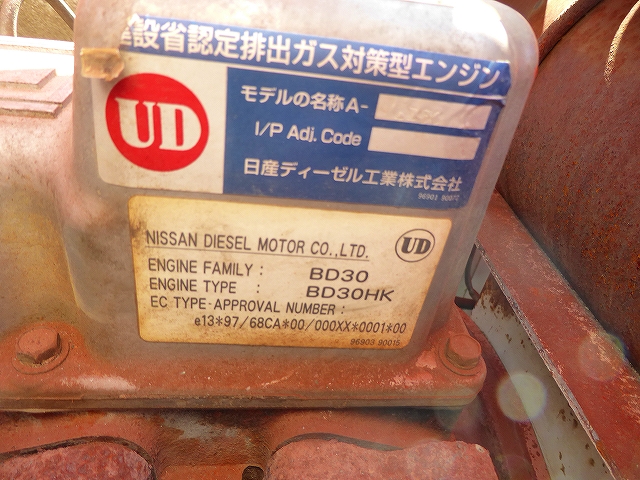 建設省認定排出ガス対策型エンジン
UD
モデルの名称 A-
I/P Adj. Code
日産ディーゼル工業株式会社
96901 90072
NISSAN DIESEL MOTOR CO.,LTD.
UD
ENGINE FAMILY : BD30
ENGINE TYPE : BD30HK
EC TYPE-APPROVAL NUMBER :
e13*97/68CA*00/000XX*0001*00
96903 90015